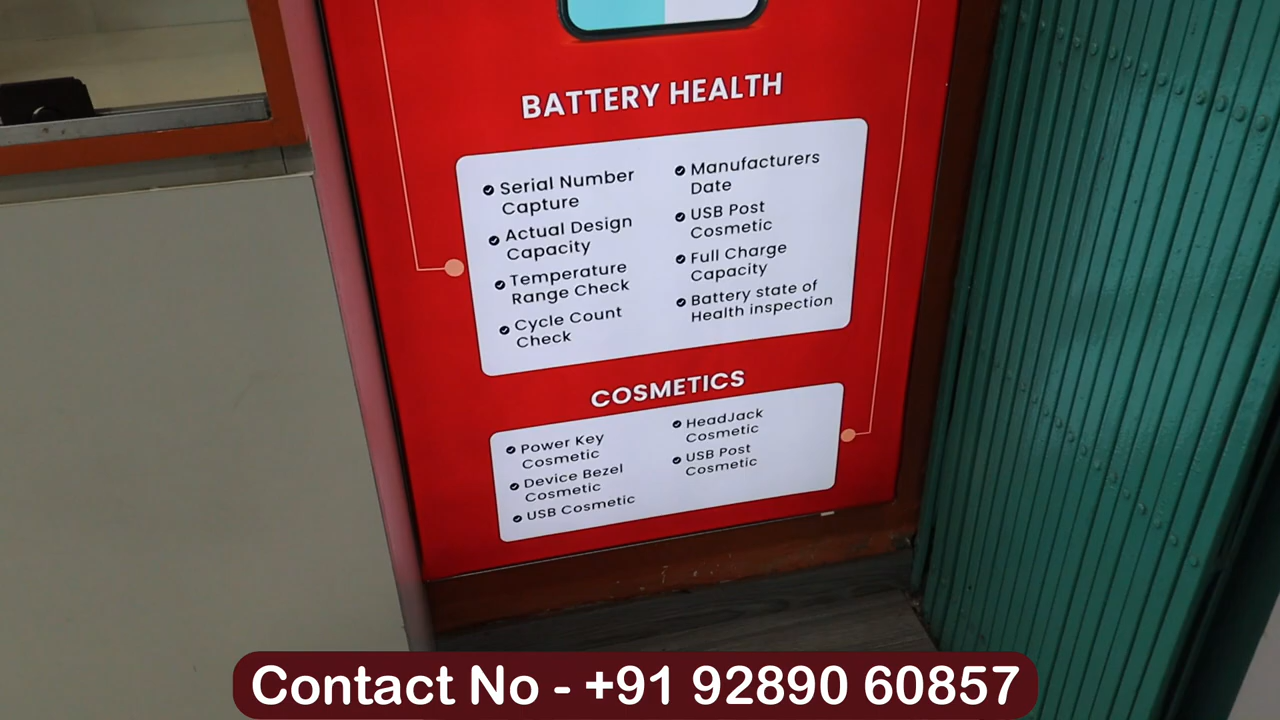 BATTERY HEALTH
Serial Number
Capture
Actual Design
Capacity
Temperature
Range Check
Cycle Count
Check
Manufacturers
Date
USB Post
Cosmetic
Full Charge
Capacity
Battery state of
Health inspection
COSMETICS
Power Key
Cosmetic
Device Bezel
Cosmetic
USB Cosmetic
HeadJack
Cosmetic
USB Post
Cosmetic
Contact No - +91 92890 60857